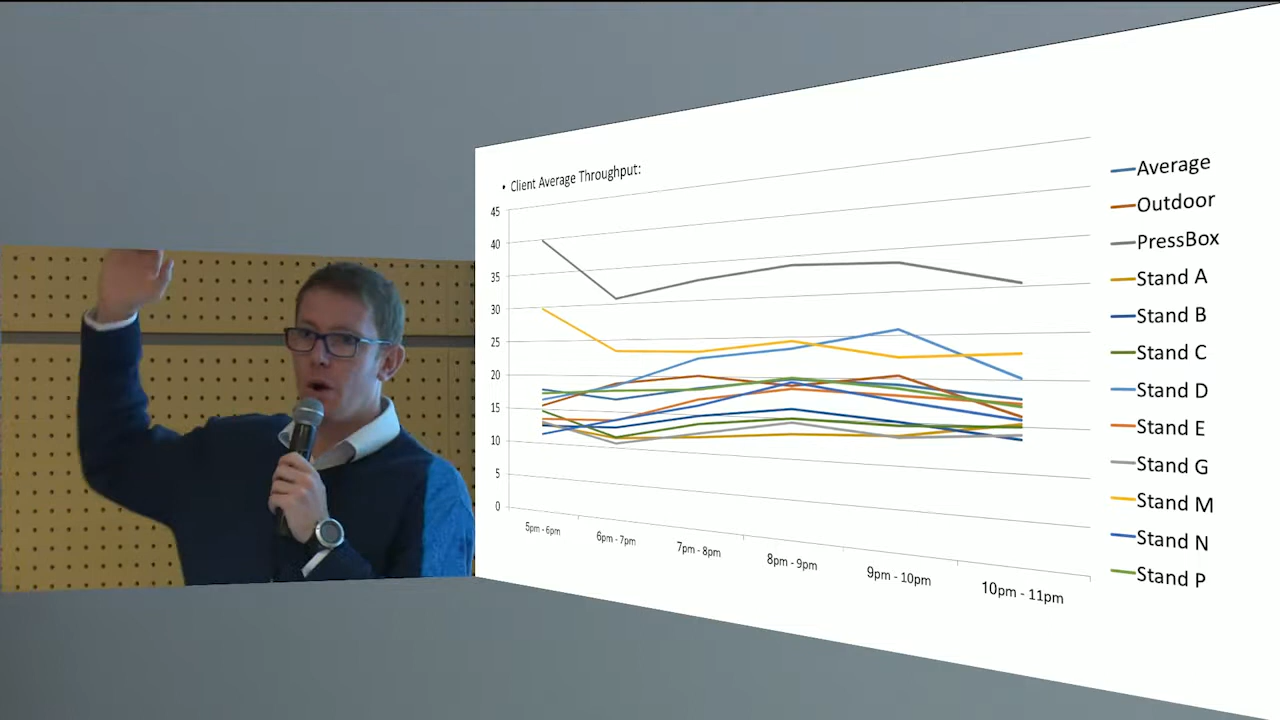 • Client Average Throughput:
45
40
35
30
25
20
15
10
5
0
5pm - 6pm
6pm - 7pm
7pm - 8pm
8pm - 9pm
9pm - 10pm
10pm - 11pm
Average
Outdoor
PressBox
Stand A
Stand B
Stand C
Stand D
Stand E
Stand G
Stand M
Stand N
Stand P